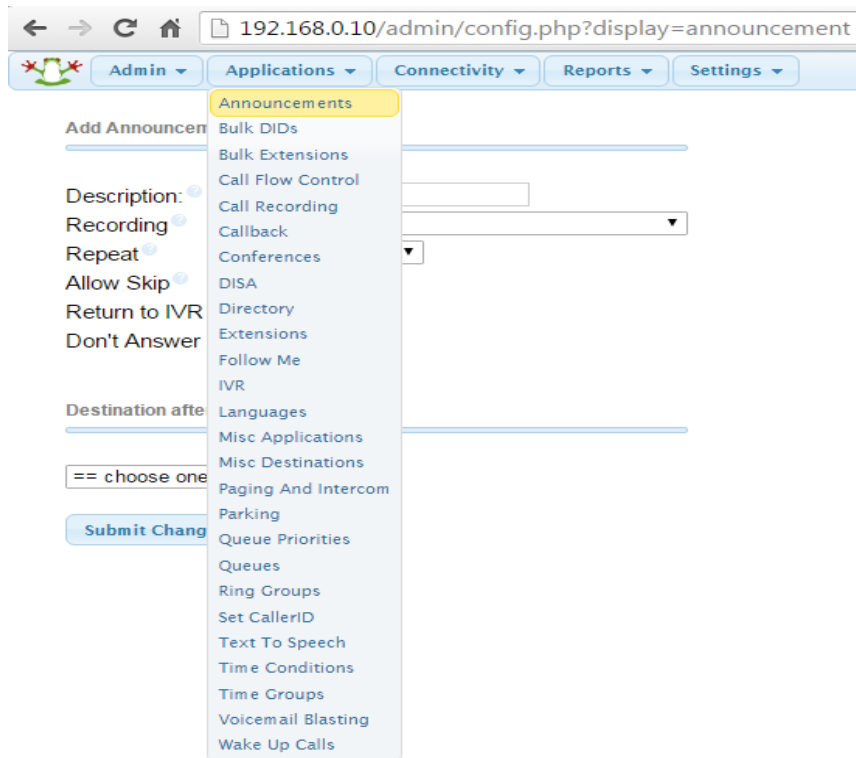 192.168.0.10/admin/config.php?display=announcement
Admin Applications Connectivity Reports Settings
Announcements
Add Announcem
Bulk DIDs
Bulk Extensions
Call Flow Control
Description:
Call Recording
Recording
Callback
Repeat
Conferences
Allow Skip
DISA
Return to IVR
Directory
Extensions
Don't Answer
Follow Me
IVR
Destination afte
Languages
Misc Applications
Misc Destinations
== choose one
Paging And Intercom
Parking
Submit Chang
Queue Priorities
Queues
Ring Groups
Set CallerID
Text To Speech
Time Conditions
Time Groups
Voicemail Blasting
Wake Up Calls